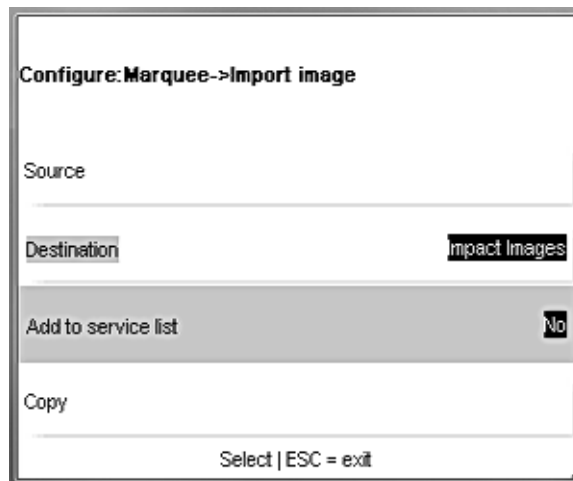 Configure:Marquee->Import image
Source
Destination Impact Images
Add to service list No
Copy
Select | ESC = exit